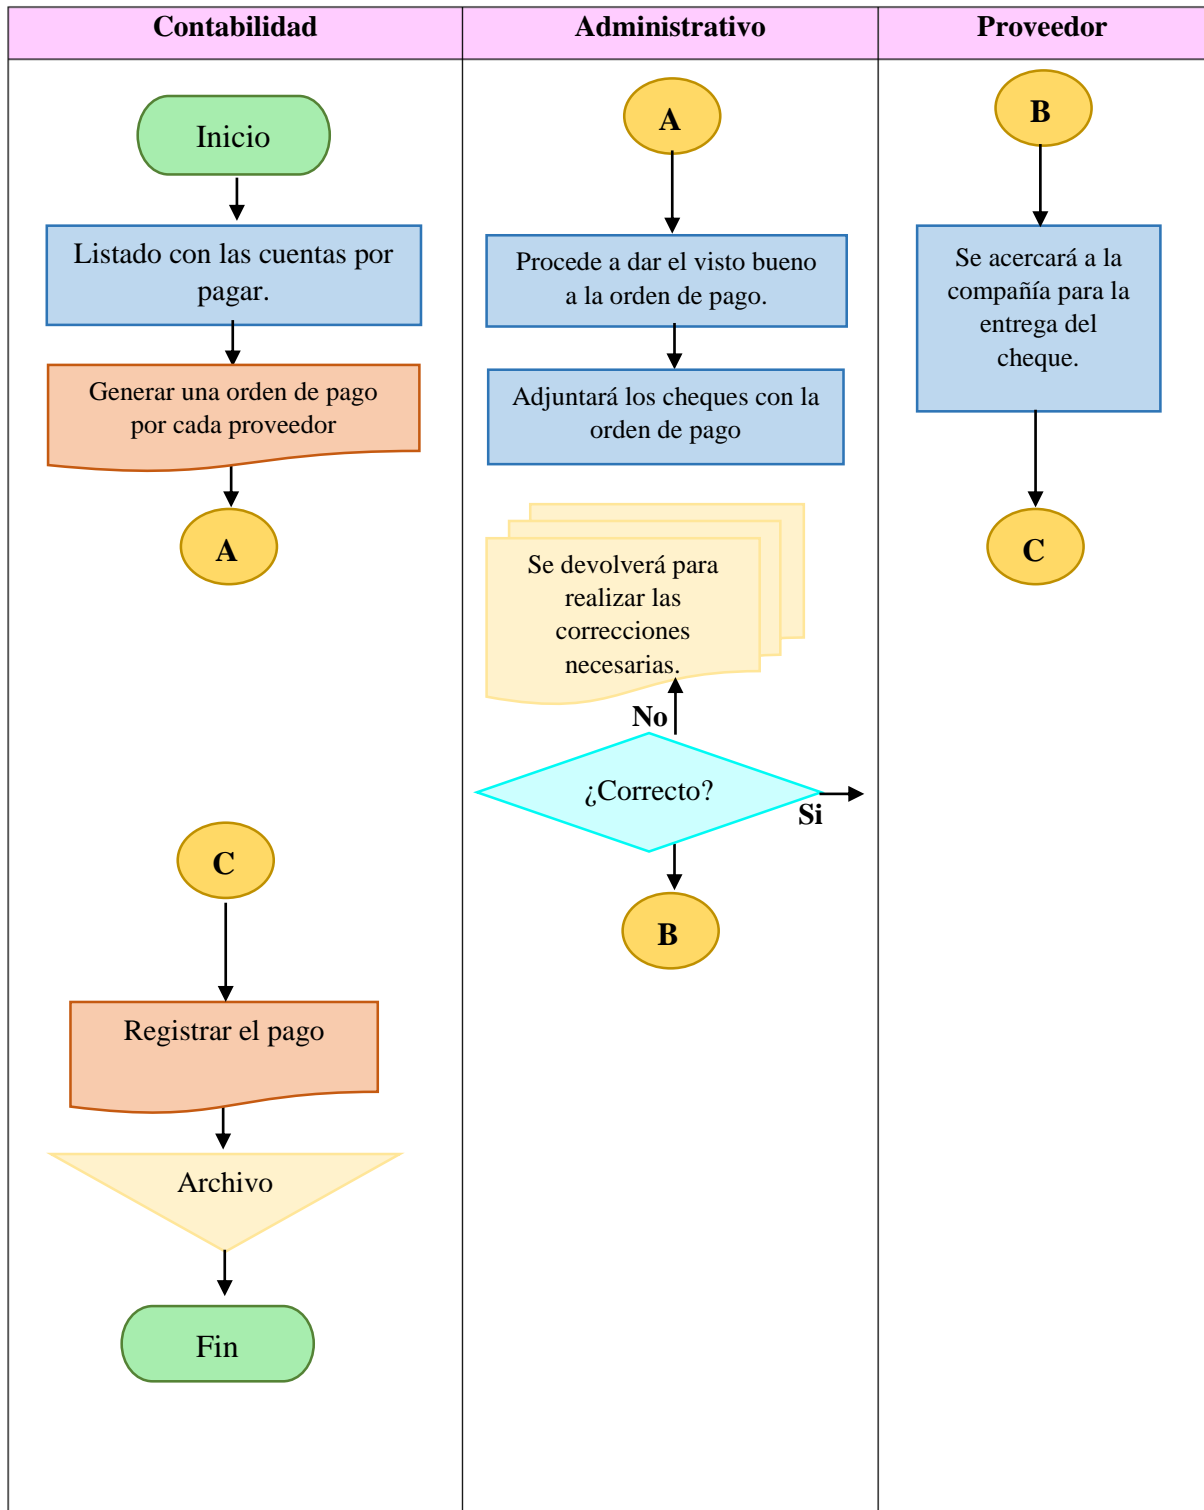 Contabilidad
Administrativo
Proveedor
Inicio
Listado con las cuentas por
pagar.
Generar una orden de pago
por cada proveedor
A
C
Registrar el pago
Archivo
Fin
A
Procede a dar el visto bueno
a la orden de pago.
Adjuntará los cheques con la
orden de pago
Se devolverá para
realizar las
correcciones
necesarias.
No
¿Correcto?
Si
B
B
Se acercará a la
compañía para la
entrega del
cheque.
C